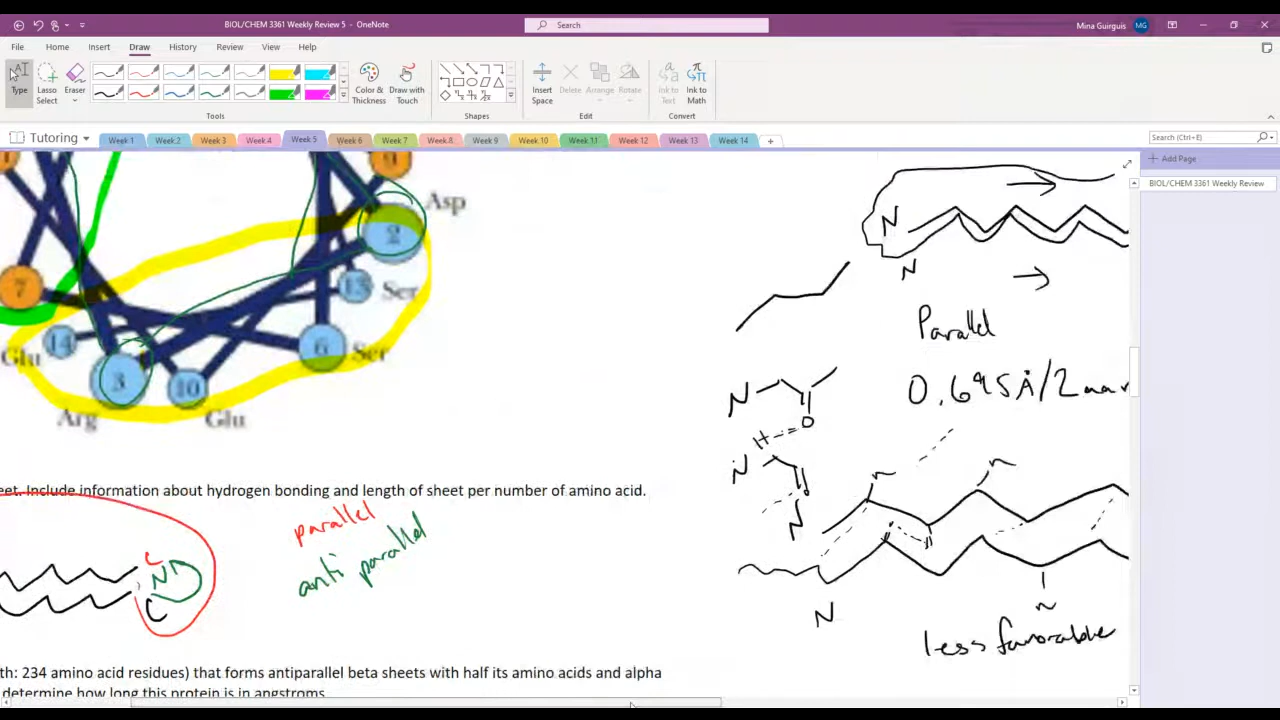 BIOL/CHEM 3361 Weekly Review 5 - OneNote
Search
Mina Guirguis
MG
File Home Insert Draw History Review View Help
Type
Lasso Select
Eraser
Color & Thickness
Draw with Touch
Insert Space
Delete
Arrange
Rotate
Ink to Text
Ink to Math
Tools
Shapes
Edit
Convert
Tutoring
Week 1
Week 2
Week 3
Week 4
Week 5
Week 6
Week 7
Week 8
Week 9
Week 10
Week 11
Week 12
Week 13
Week 14
Search (Ctrl+E)
Add Page
BIOL/CHEM 3361 Weekly Review
9
Asp
2
7
13
Ser
14
Glu
6
Ser
3
10
Arg
Glu
N
N
Parallel
0.695Å/2
N
O
H
N
O
N
N
less favorable
eet. Include information about hydrogen bonding and length of sheet per number of amino acid.
parallel
anti parallel
C
N
C
th: 234 amino acid residues) that forms antiparallel beta sheets with half its amino acids and alpha
determine how long this protein is in angstroms.